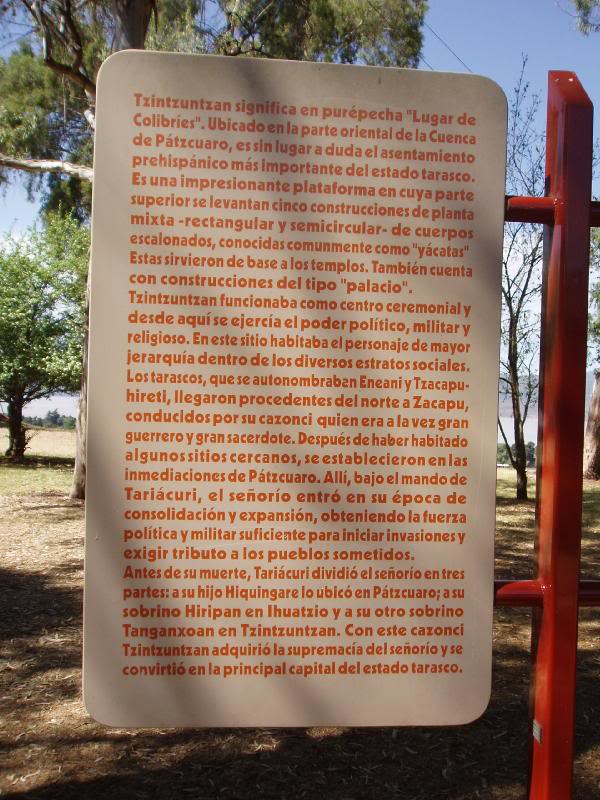 Tzintzuntzan significa en purépecha "Lugar de
Colibríes". Ubicado en la parte oriental de la Cuenca
de Pátzcuaro, es sin lugar a duda el asentamiento
prehispánico más importante del estado tarasco.
Es una impresionante plataforma en cuya parte
superior se levantan cinco construcciones de planta
mixta -rectangular y semicircular- de cuerpos
escalonados, conocidas comunmente como "yácatas"
Estas sirvieron de base a los templos. También cuenta
con construcciones del tipo "palacio".
Tzintzuntzan funcionaba como centro ceremonial y
desde aquí se ejercía el poder político, militar y
religioso. En este sitio habitaba el personaje de mayor
jerarquía dentro de los diversos estratos sociales.
Los tarascos, que se autonombraban Eneani y Tzacapu-
hireti, llegaron procedentes del norte a Zacapu,
conducidos por su cazonci quien era a la vez gran
guerrero y gran sacerdote. Después de haber habitado
algunos sitios cercanos, se establecieron en las
inmediaciones de Pátzcuaro. Allí, bajo el mando de
Tariácuri, el señorío entró en su época de
consolidación y expansión, obteniendo la fuerza
política y militar suficiente para iniciar invasiones y
exigir tributo a los pueblos sometidos.
Antes de su muerte, Tariácuri dividió el señorío en tres
partes: a su hijo Hiquingare lo ubicó en Pátzcuaro; a su
sobrino Hiripan en Ihuatzio y a su otro sobrino
Tanganxoan en Tzintzuntzan. Con este cazonci
Tzintzuntzan adquirió la supremacía del señorío y se
convirtió en la principal capital del estado tarasco.